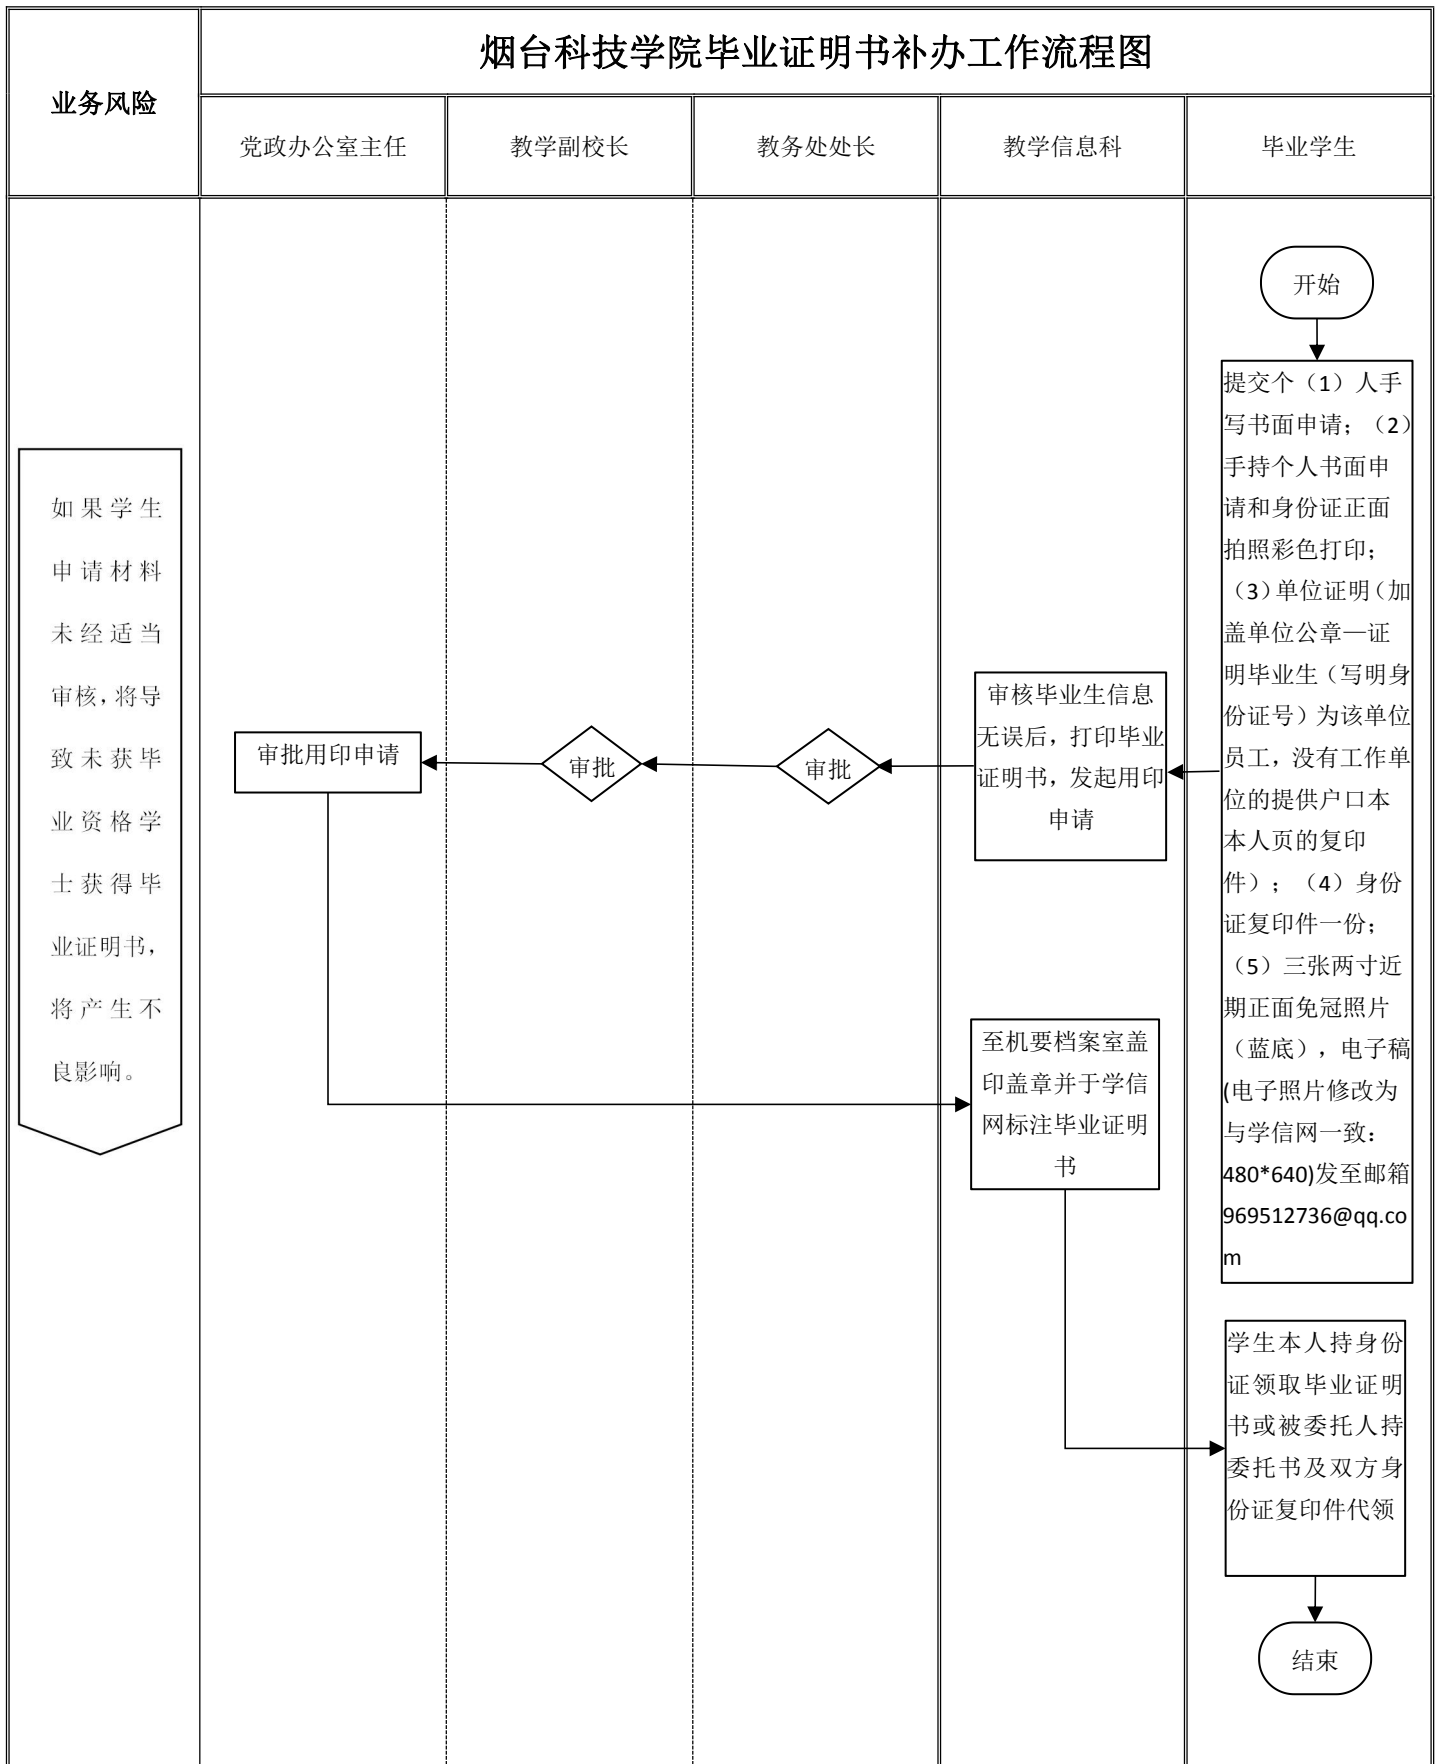 烟台科技学院毕业证明书补办工作流程图
业务风险
党政办公室主任
教学副校长
教务处处长
教学信息科
毕业学生
开始
提交个（1）人手
写书面申请；（2）
手持个人书面申
请和身份证正面
拍照彩色打印；
（3）单位证明（加
盖单位公章—证
明毕业生（写明身
份证号）为该单位
员工，没有工作单
位的提供户口本
本人页的复印
件）；（4）身份
证复印件一份；
（5）三张两寸近
期正面免冠照片
（蓝底），电子稿
(电子照片修改为
与学信网一致：
480*640)发至邮箱
969512736@qq.co
m
审核毕业生信息
无误后，打印毕业
证明书，发起用印
申请
审批
审批
审批用印申请
至机要档案室盖
印盖章并于学信
网标注毕业证明
书
学生本人持身份
证领取毕业证明
书或被委托人持
委托书及双方身
份证复印件代领
结束
如果学生
申请材料
未经适当
审核，将导
致未获毕
业资格学
士获得毕
业证明书，
将产生不
良影响。